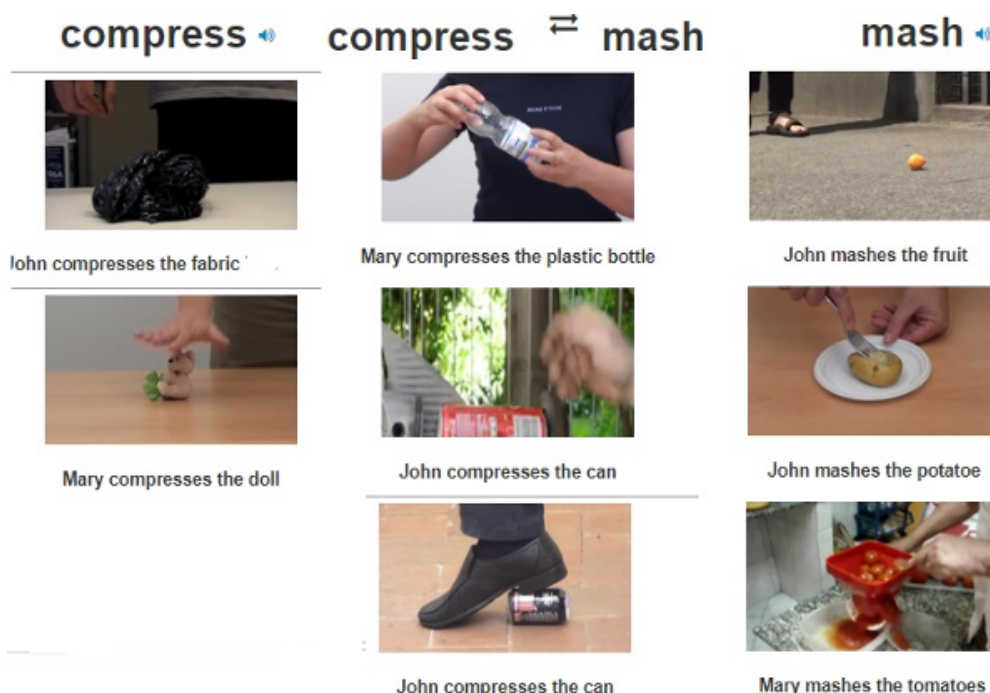 compress
compress ⇄ mash
mash
John compresses the fabric
Mary compresses the plastic bottle
John mashes the fruit
Mary compresses the doll
John compresses the can
John mashes the potatoe
John compresses the can
Mary mashes the tomatoes